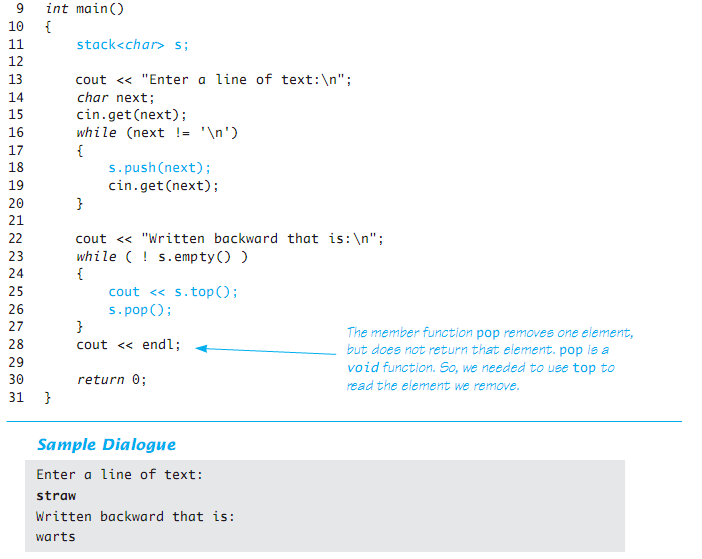 9 int main()
10 {
11 stack<char> s;
12
13 cout << "Enter a line of text:\n";
14 char next;
15 cin.get(next);
16 while (next != '\n')
17 {
18 s.push(next);
19 cin.get(next);
20 }
21
22 cout << "Written backward that is:\n";
23 while ( ! s.empty() )
24 {
25 cout << s.top();
26 s.pop();
27 }
28 cout << endl;
29
30 return 0;
31 }
The member function pop removes one element,
but does not return that element. pop is a
void function. So, we needed to use top to
read the element we remove.
Sample Dialogue
Enter a line of text:
straw
Written backward that is:
warts